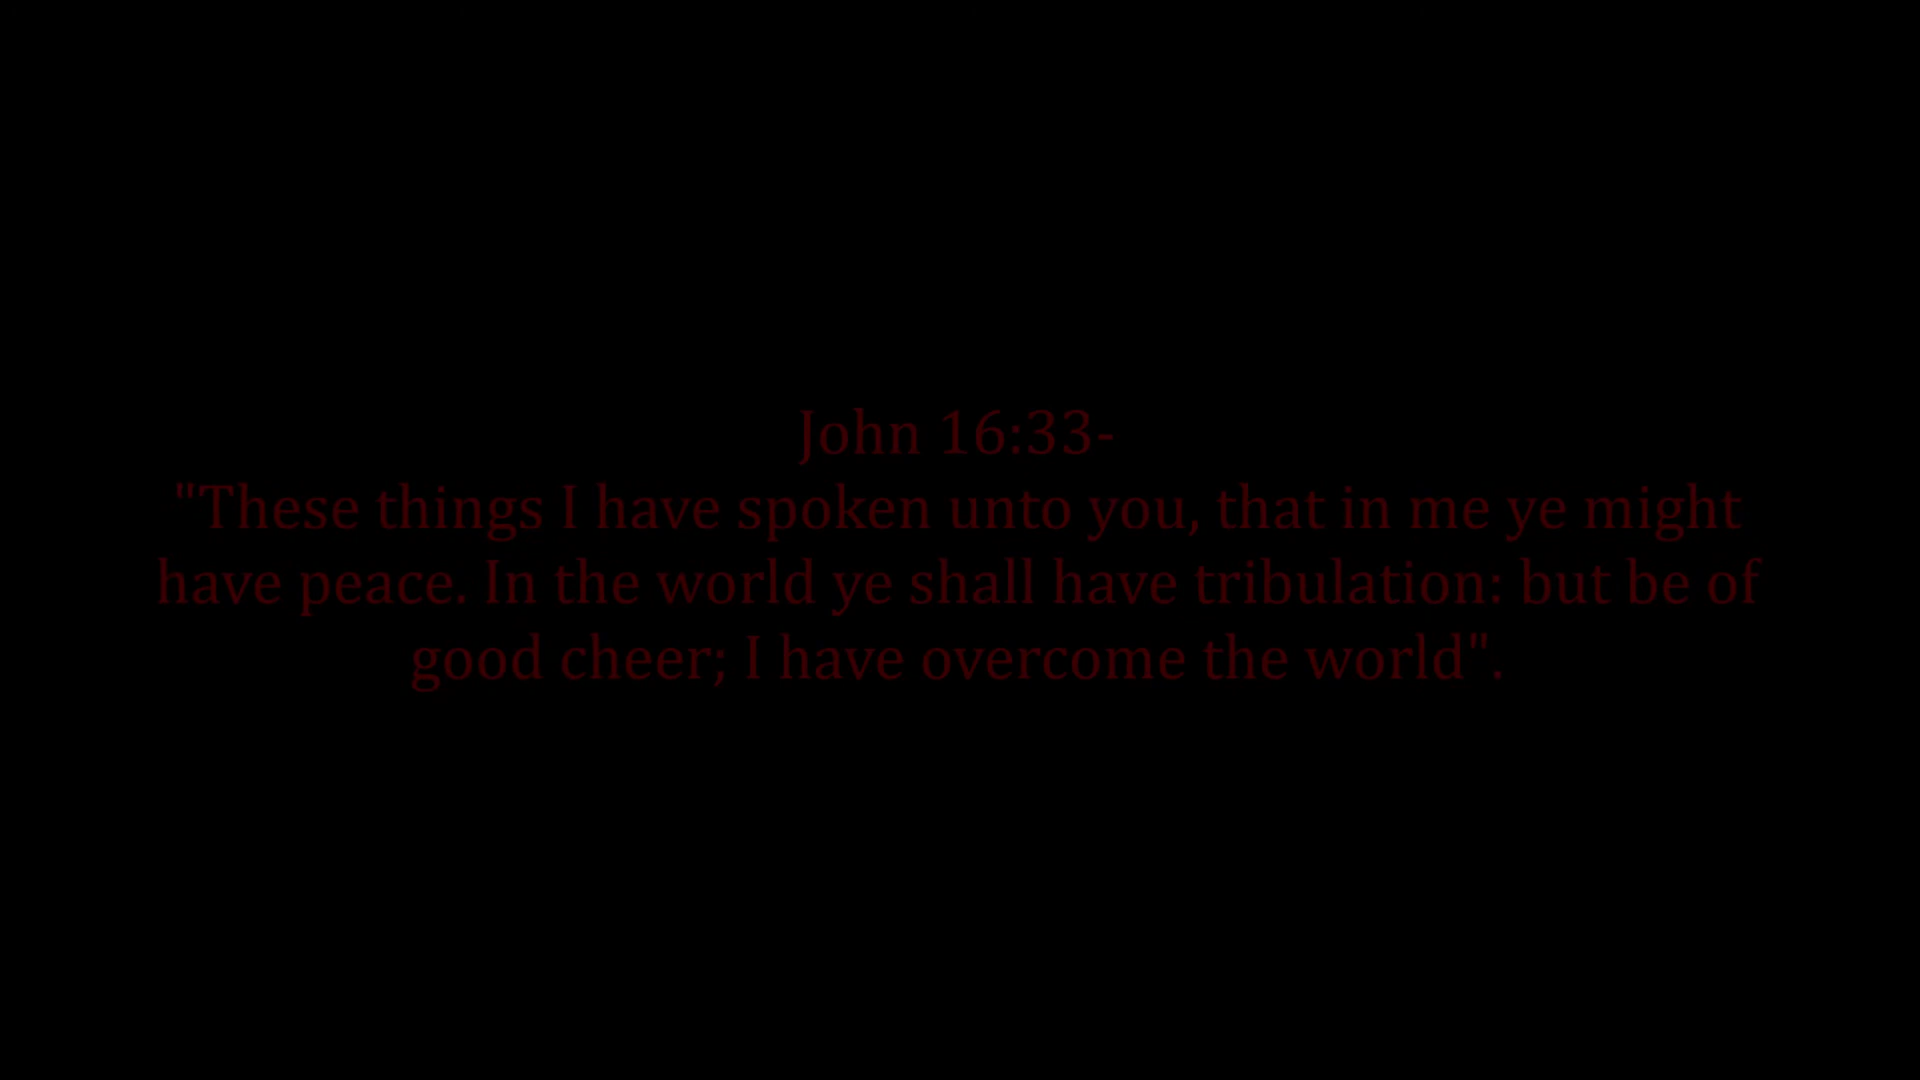 John 16:33-
"These things I have spoken unto you, that in me ye might
have peace. In the world ye shall have tribulation: but be of
good cheer; I have overcome the world".